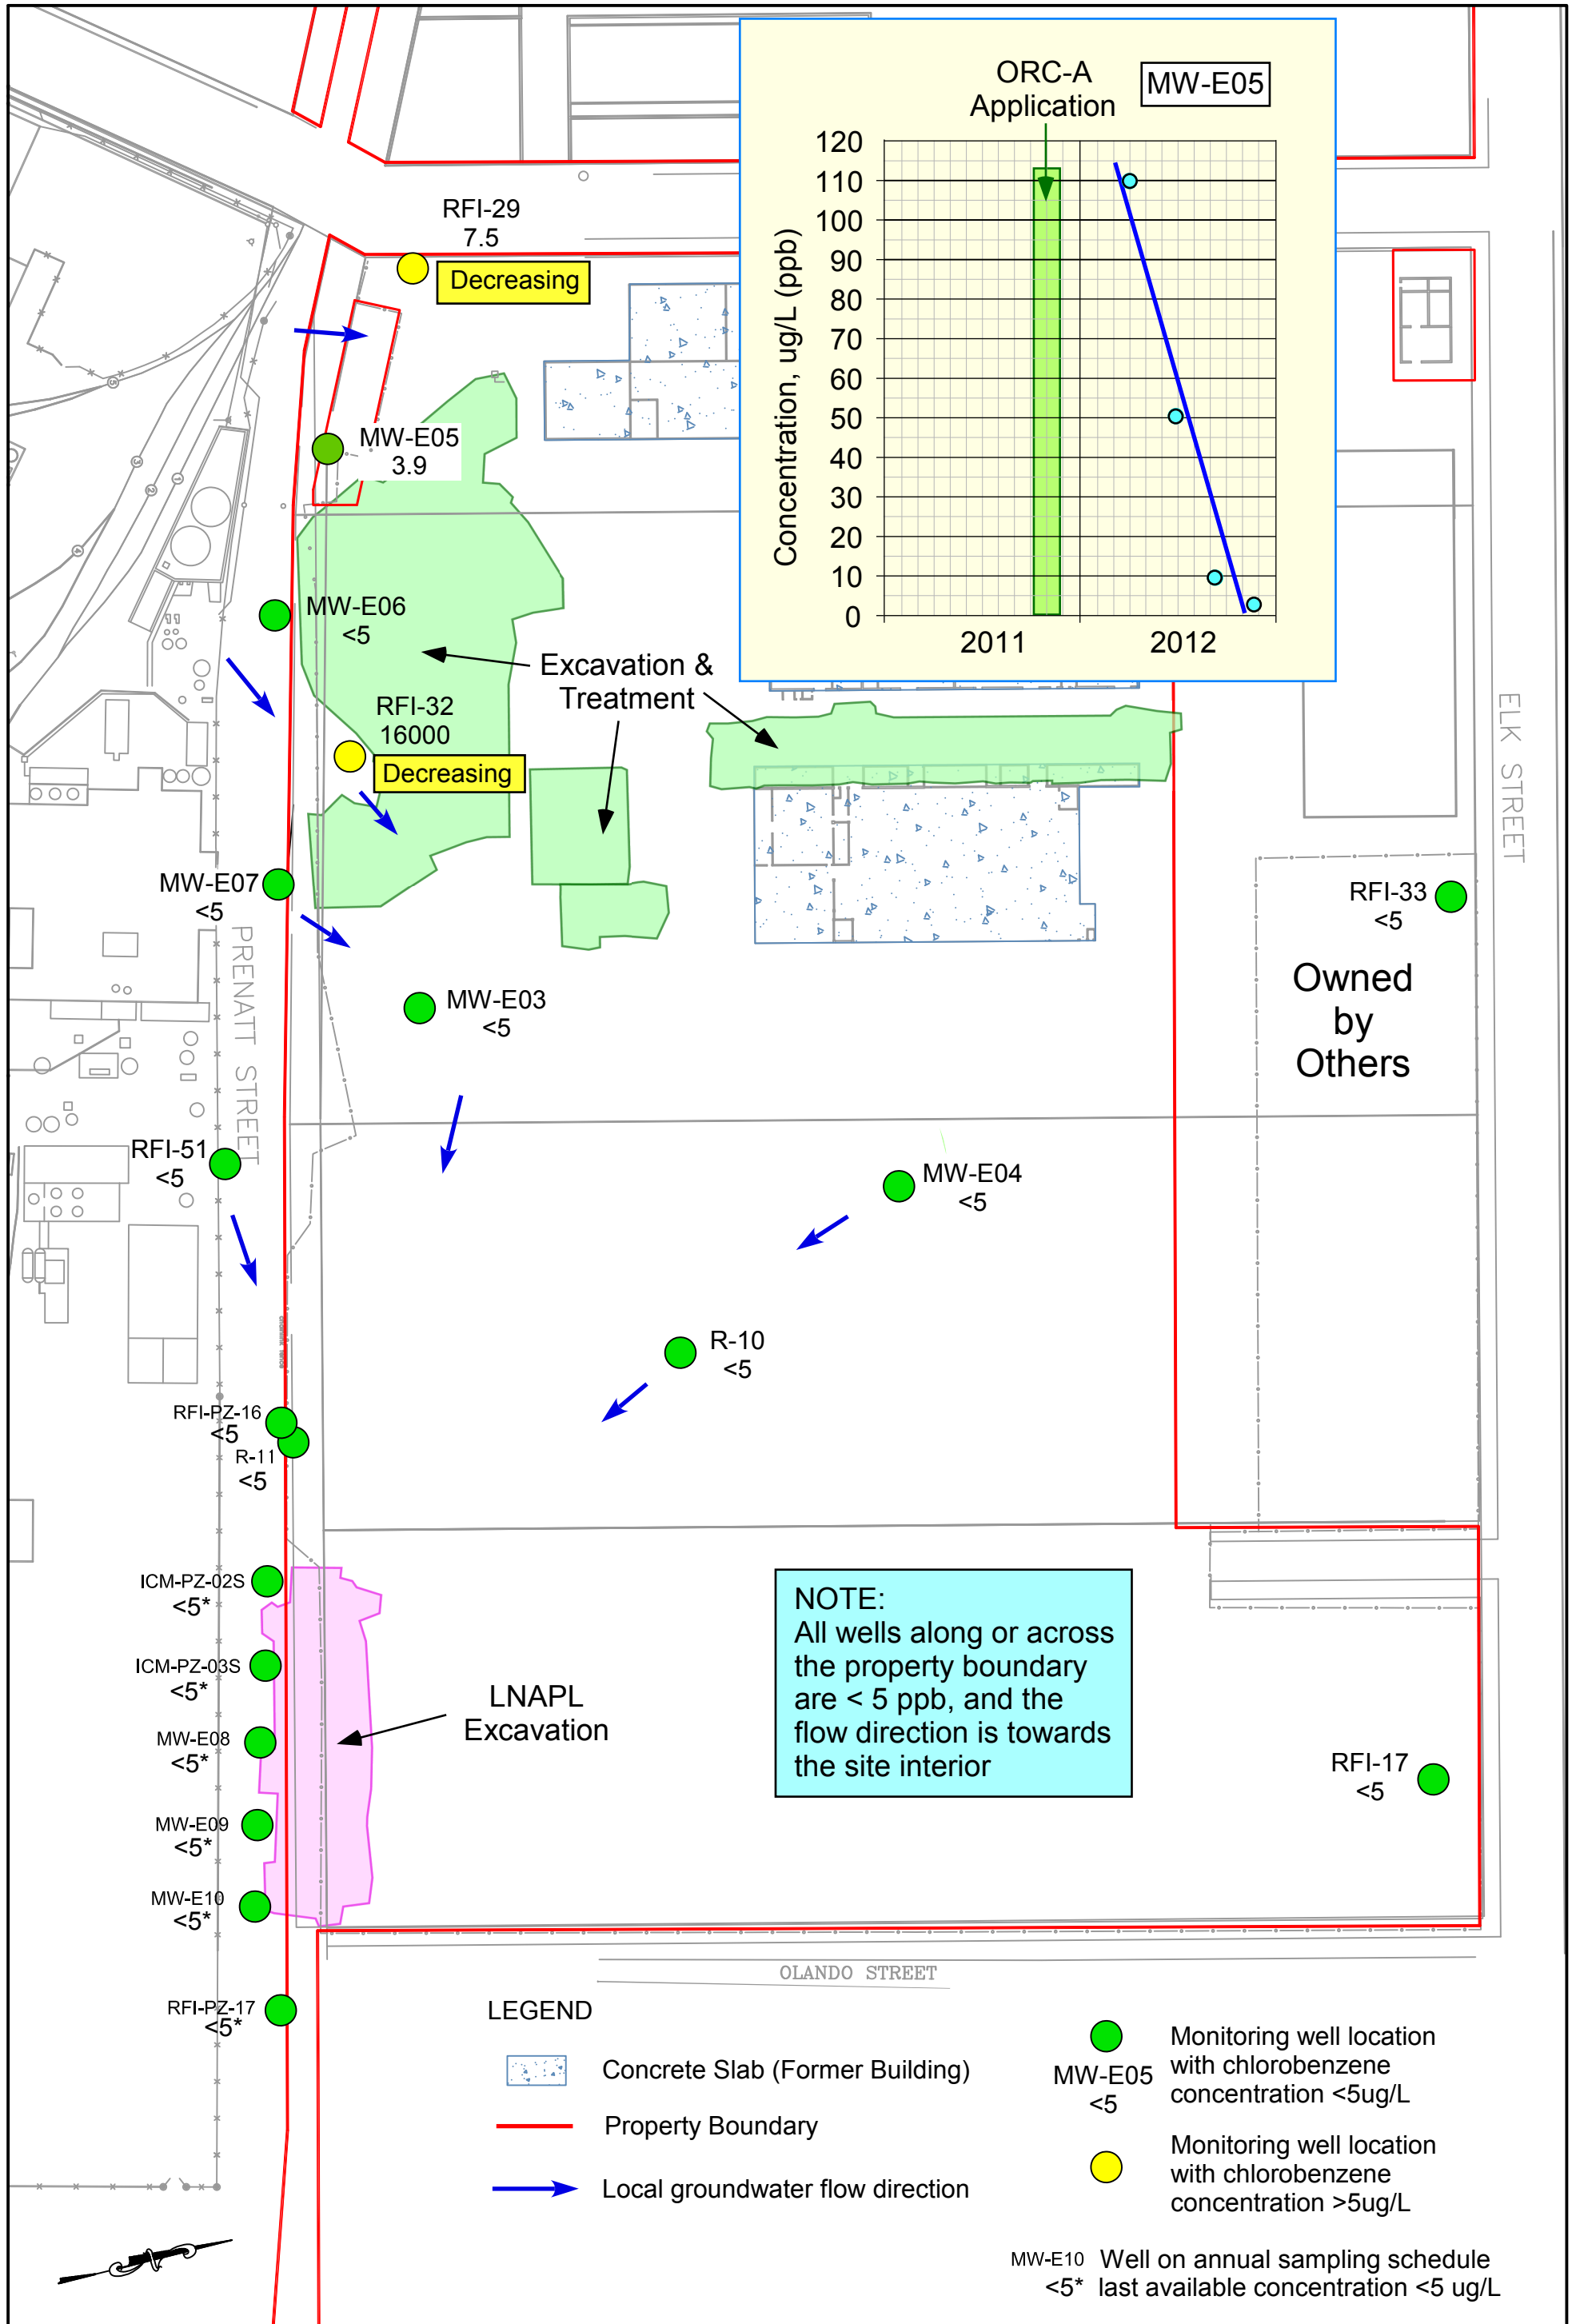 ORC-A
Application
MW-E05
Concentration, ug/L (ppb)
120
110
100
90
80
70
60
50
40
30
20
10
0
2011
2012
RFI-29
7.5
Decreasing
MW-E05
3.9
MW-E06
<5
Excavation &
Treatment
RFI-32
16000
Decreasing
ELK STREET
MW-E07
<5
RFI-33
<5
PRENATT STREET
Owned
by
Others
MW-E03
<5
RFI-51
<5
MW-E04
<5
R-10
<5
RFI-PZ-16
<5
R-11
<5
ICM-PZ-02S
<5*
ICM-PZ-03S
<5*
MW-E08
<5*
MW-E09
<5*
MW-E10
<5*
LNAPL
Excavation
NOTE:
All wells along or across
the property boundary
are < 5 ppb, and the
flow direction is towards
the site interior
RFI-17
<5
OLANDO STREET
RFI-PZ-17
<5*
LEGEND
Concrete Slab (Former Building)
Property Boundary
Local groundwater flow direction
MW-E05
<5
Monitoring well location
with chlorobenzene
concentration <5ug/L
Monitoring well location
with chlorobenzene
concentration >5ug/L
MW-E10 Well on annual sampling schedule
<5* last available concentration <5 ug/L